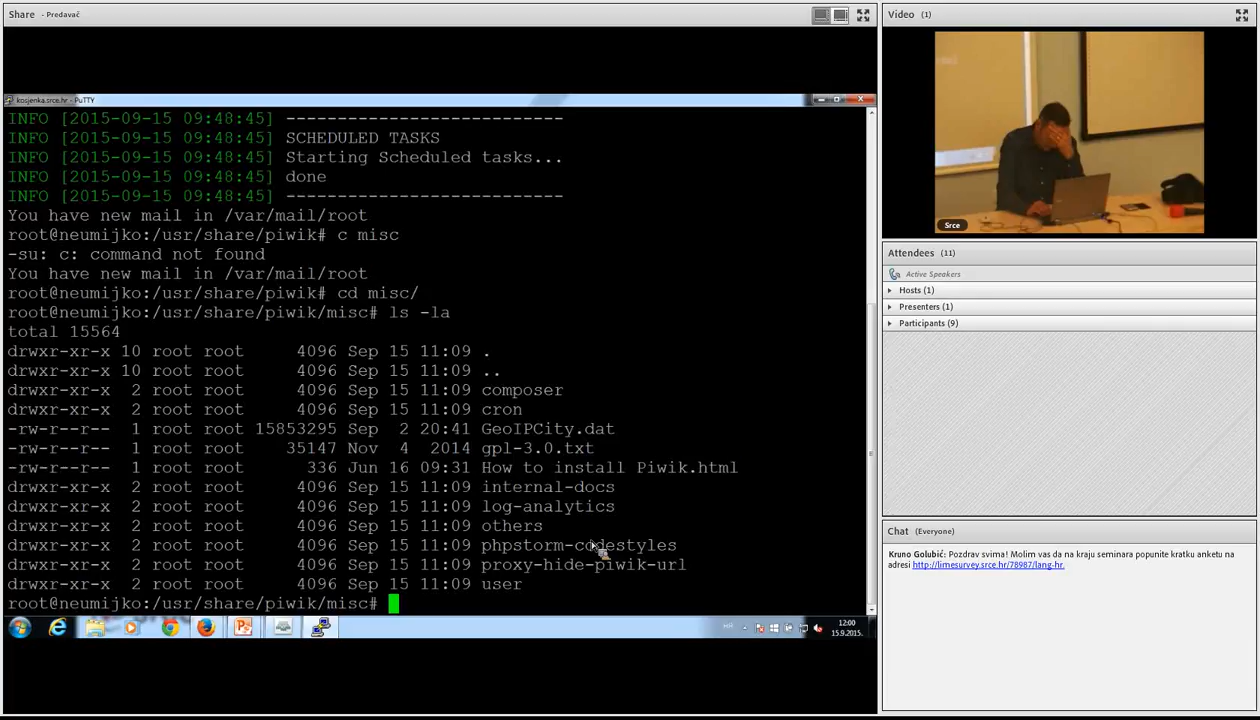 Share - Predavač
kosjenka.srce.hr - PuTTY
INFO [2015-09-15 09:48:45] ---------------------------
INFO [2015-09-15 09:48:45] SCHEDULED TASKS
INFO [2015-09-15 09:48:45] Starting Scheduled tasks...
INFO [2015-09-15 09:48:45] done
INFO [2015-09-15 09:48:45] ---------------------------
You have new mail in /var/mail/root
root@neumijko:/usr/share/piwik# c misc
-su: c: command not found
You have new mail in /var/mail/root
root@neumijko:/usr/share/piwik# cd misc/
root@neumijko:/usr/share/piwik/misc# ls -la
total 15564
drwxr-xr-x 10 root root 4096 Sep 15 11:09 .
drwxr-xr-x 10 root root 4096 Sep 15 11:09 ..
drwxr-xr-x 2 root root 4096 Sep 15 11:09 composer
drwxr-xr-x 2 root root 4096 Sep 15 11:09 cron
-rw-r--r-- 1 root root 15853295 Sep 2 20:41 GeoIPCity.dat
-rw-r--r-- 1 root root 35147 Nov 4 2014 gpl-3.0.txt
-rw-r--r-- 1 root root 336 Jun 16 09:31 How to install Piwik.html
drwxr-xr-x 2 root root 4096 Sep 15 11:09 internal-docs
drwxr-xr-x 2 root root 4096 Sep 15 11:09 log-analytics
drwxr-xr-x 2 root root 4096 Sep 15 11:09 others
drwxr-xr-x 2 root root 4096 Sep 15 11:09 phpstorm-codestyles
drwxr-xr-x 2 root root 4096 Sep 15 11:09 proxy-hide-piwik-url
drwxr-xr-x 2 root root 4096 Sep 15 11:09 user
root@neumijko:/usr/share/piwik/misc#
HR
12:00
15.9.2015.
Video (1)
Srce
Attendees (11)
Active Speakers
Hosts (1)
Presenters (1)
Participants (9)
Chat (Everyone)
Kruno Golubić: Pozdrav svima! Molim vas da na kraju seminara popunite kratku anketu na
adresi http://limesurvey.srce.hr/78987/lang-hr.